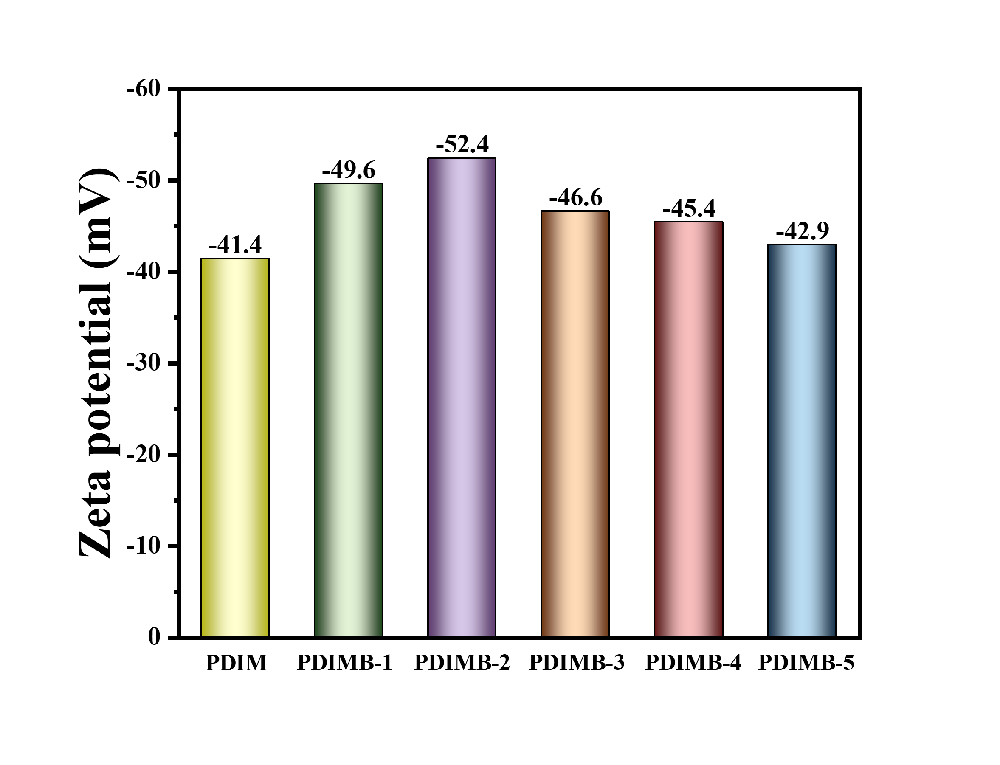 Zeta potential (mV)
-60
-50
-40
-30
-20
-10
0
-41.4
-49.6
-52.4
-46.6
-45.4
-42.9
PDIM
PDIMB-1
PDIMB-2
PDIMB-3
PDIMB-4
PDIMB-5